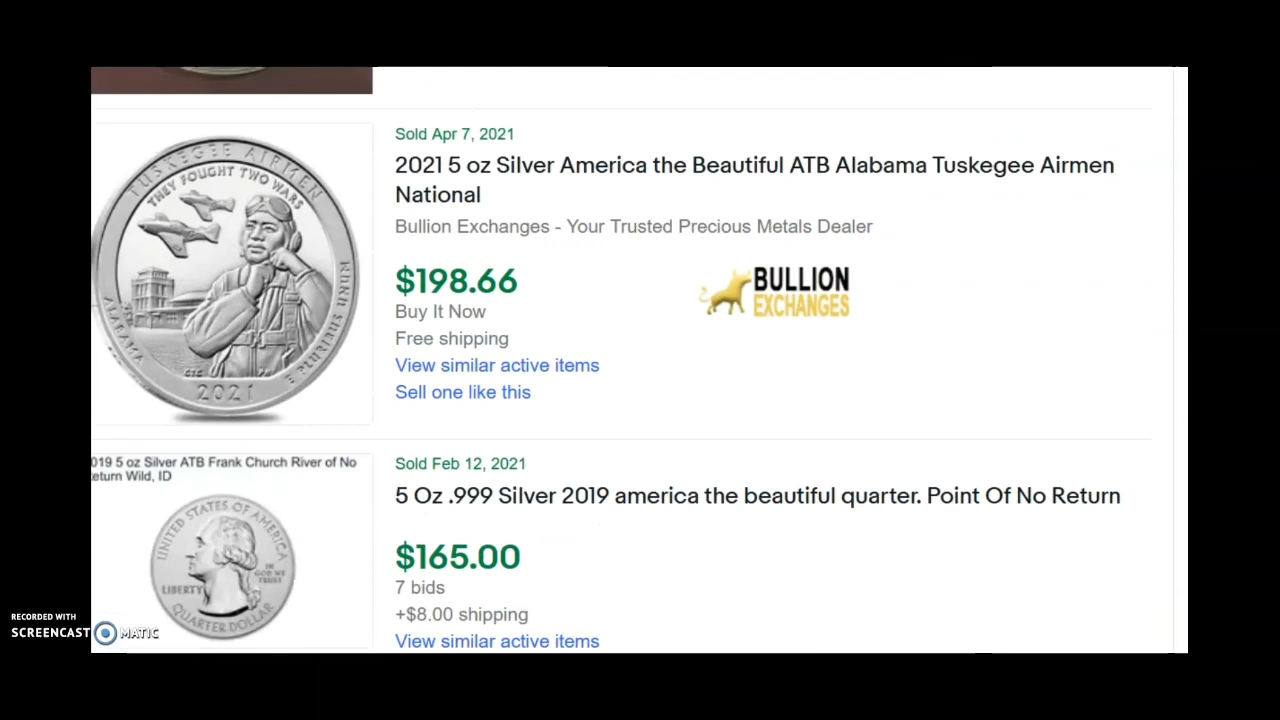 Sold Apr 7, 2021
2021 5 oz Silver America the Beautiful ATB Alabama Tuskegee Airmen
National
Bullion Exchanges - Your Trusted Precious Metals Dealer
$198.66
Buy It Now
Free shipping
View similar active items
Sell one like this
BULLION
EXCHANGES
TUSKEGEE AIRMEN
THEY FOUGHT TWO WARS
ALABAMA
E PLURIBUS UNUM
2021
019 5 oz Silver ATB Frank Church River of No
eturn Wild, ID
UNITED STATES OF AMERICA
IN
GOD WE
TRUST
LIBERTY
QUARTER DOLLAR
Sold Feb 12, 2021
5 Oz .999 Silver 2019 america the beautiful quarter. Point Of No Return
$165.00
7 bids
+$8.00 shipping
View similar active items
RECORDED WITH
SCREENCAST MATIC